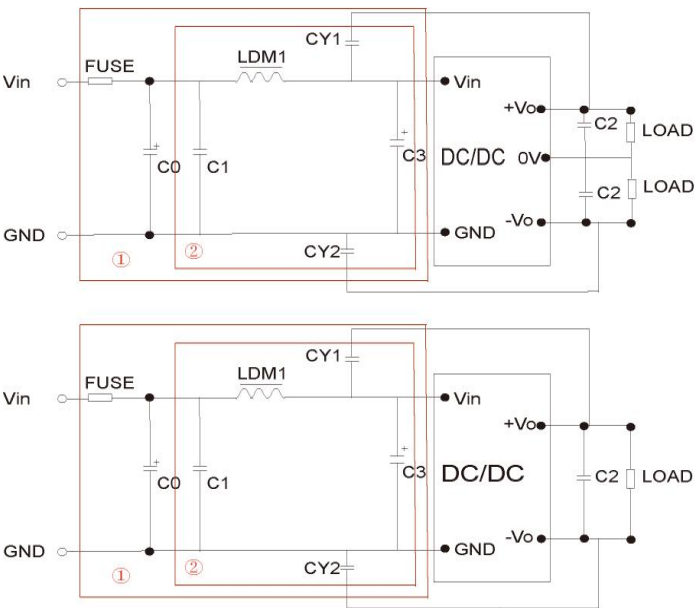 CY1
LDM1
FUSE
Vin
Vin
+Vo
C2
LOAD
C0
C1
C3
DC/DC
0V
C2
LOAD
-Vo
GND
GND
CY2
①
②
CY1
LDM1
FUSE
Vin
Vin
+Vo
C0
C1
C3
DC/DC
C2
LOAD
-Vo
GND
GND
CY2
①
②